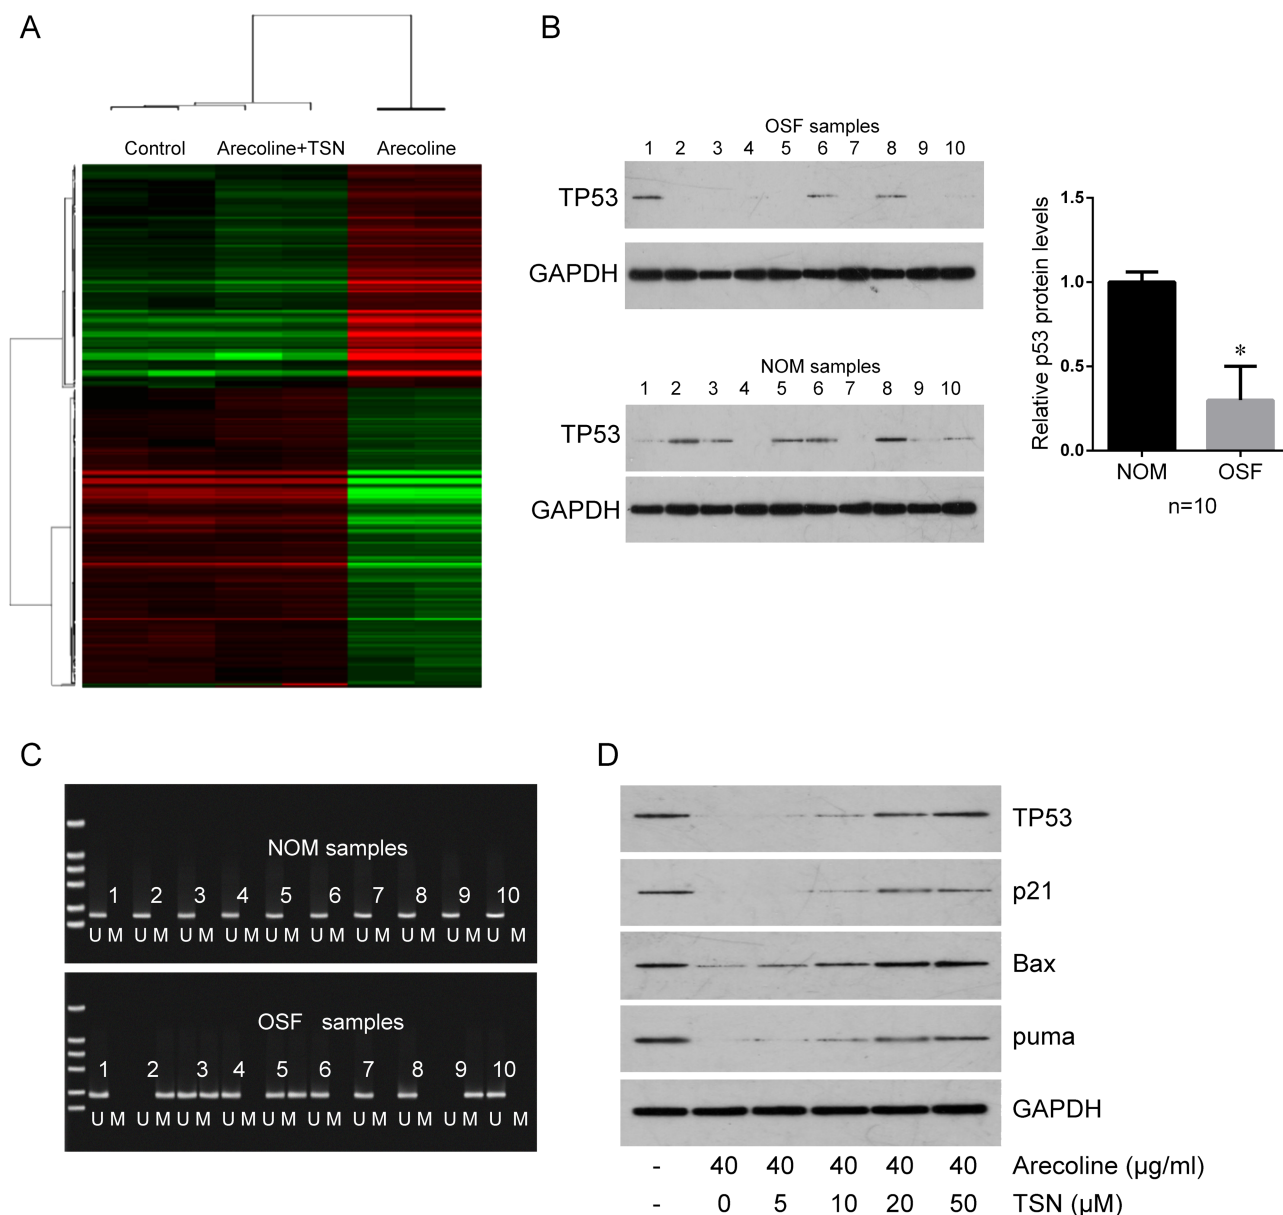 A
Control Arecoline+TSN Arecoline
B
OSF samples
1 2 3 4 5 6 7 8 9 10
TP53
GAPDH
NOM samples
1 2 3 4 5 6 7 8 9 10
TP53
GAPDH
Relative p53 protein levels
1.5
1.0
0.5
0.0
*
NOM OSF
n=10
C
NOM samples
1 2 3 4 5 6 7 8 9 10
U M U M U M U M U M U M U M U M U M U M
OSF samples
1 2 3 4 5 6 7 8 9 10
U M U M U M U M U M U M U M U M U M U M
D
TP53
p21
Bax
puma
GAPDH
- 40 40 40 40 40 Arecoline (µg/ml)
- 0 5 10 20 50 TSN (µM)